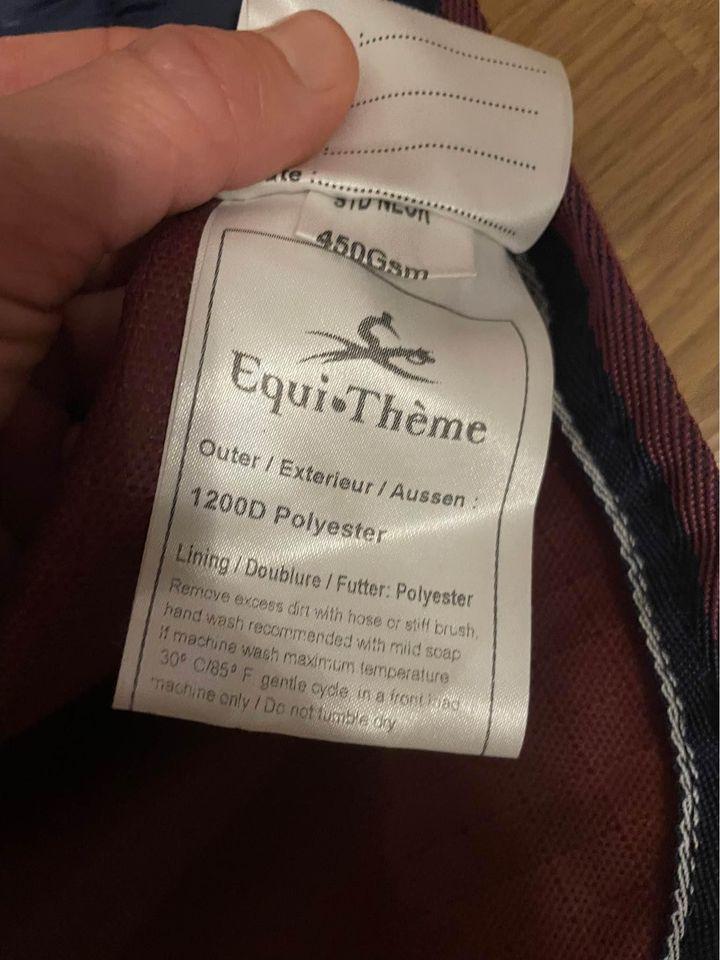 STD NECK
450Gsm
Equi•Thème
Outer / Exterieur / Aussen :
1200D Polyester
Lining / Doublure / Futter: Polyester
Remove excess dirt with hose or stiff brush,
hand wash recommended with mild soap
If machine wash maximum temperature
30º C/85º F. gentle cycle, in a front load
machine only / Do not tumble dry